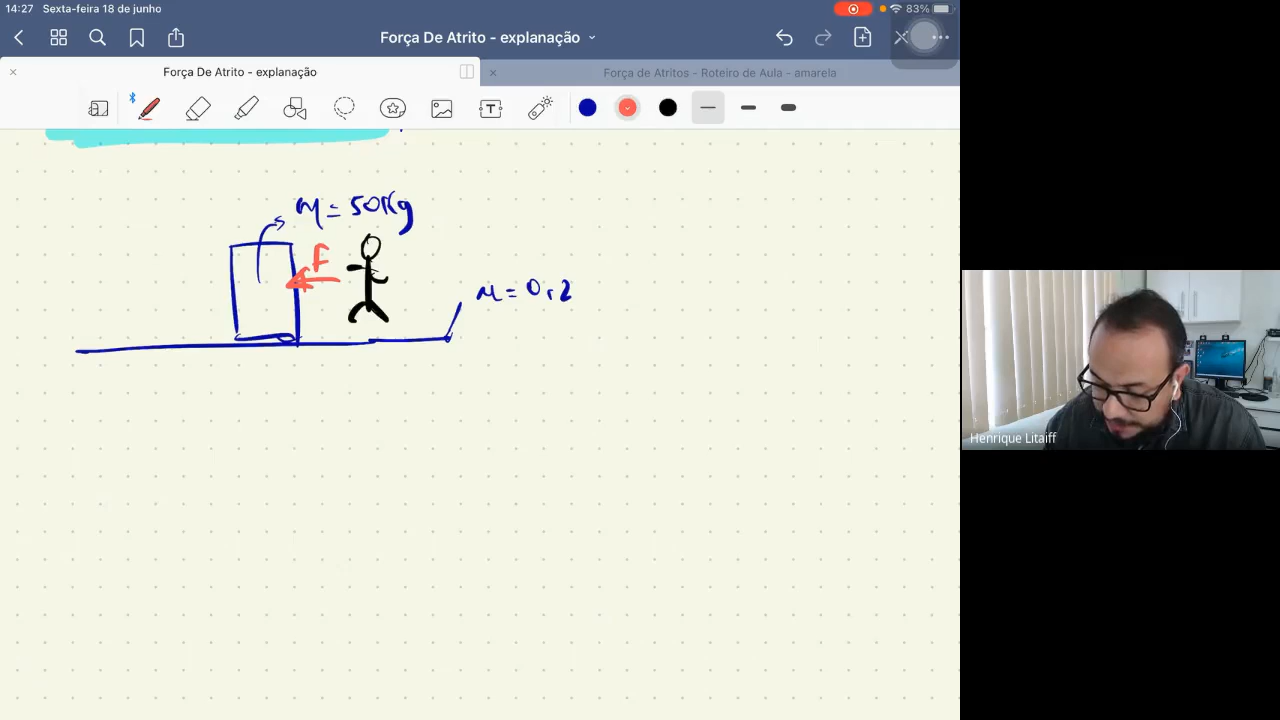 14:27 Sexta-feira 18 de junho 83%
Força De Atrito - explanação
Força De Atrito - explanação
Força de Atritos - Roteiro de Aula - amarela
T
m = 50Kg
F
μ = 0,2
Henrique Litaiff